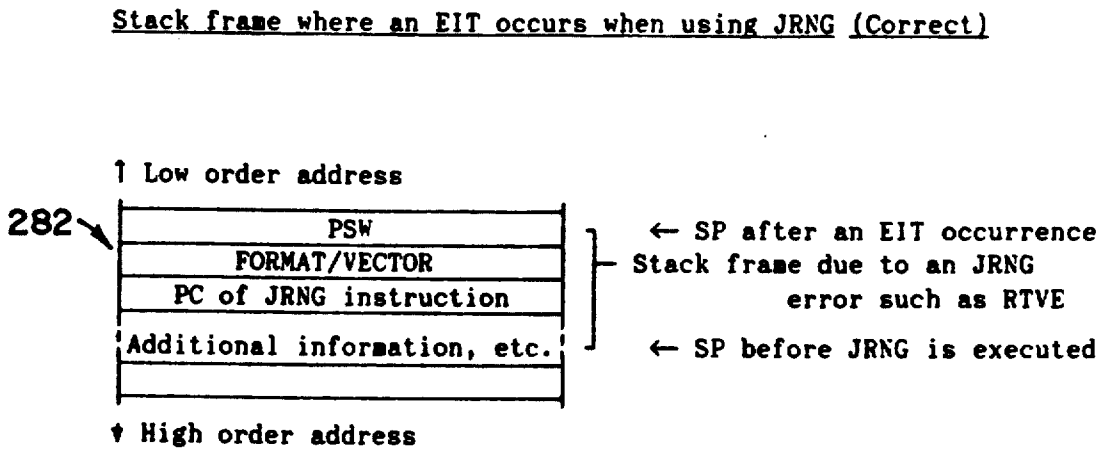 Stack frame where an EIT occurs when using JRNG (Correct)
↑ Low order address
282
PSW
← SP after an EIT occurrence
FORMAT/VECTOR
Stack frame due to an JRNG
PC of JRNG instruction
error such as RTVE
Additional information, etc.
← SP before JRNG is executed
↓ High order address